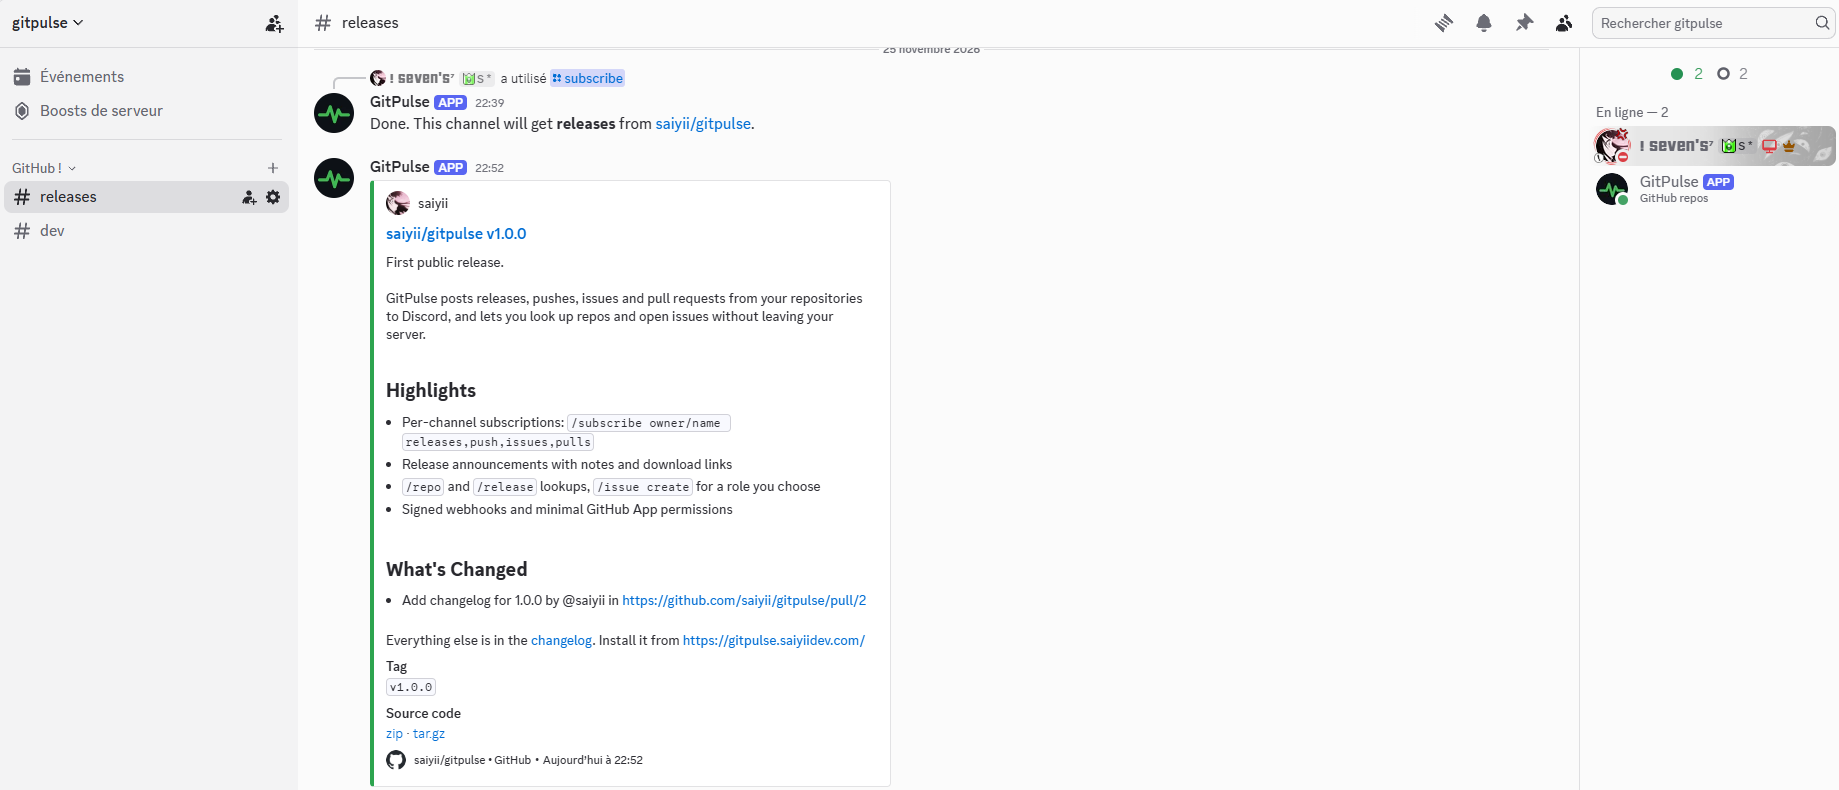 gitpulse
Événements
Boosts de serveur
GitHub !
releases
dev
releases
Rechercher gitpulse
25 novembre 2026
! seven's⁷ S* a utilisé subscribe
GitPulse APP 22:39
Done. This channel will get releases from saiyii/gitpulse.
GitPulse APP 22:52
saiyii
saiyii/gitpulse v1.0.0
First public release.
GitPulse posts releases, pushes, issues and pull requests from your repositories
to Discord, and lets you look up repos and open issues without leaving your
server.
Highlights
• Per-channel subscriptions: /subscribe owner/name
releases,push,issues,pulls
• Release announcements with notes and download links
• /repo and /release lookups, /issue create for a role you choose
• Signed webhooks and minimal GitHub App permissions
What's Changed
• Add changelog for 1.0.0 by @saiyii in https://github.com/saiyii/gitpulse/pull/2
Everything else is in the changelog. Install it from https://gitpulse.saiyiidev.com/
Tag
v1.0.0
Source code
zip · tar.gz
saiyii/gitpulse • GitHub • Aujourd'hui à 22:52
2 2
En ligne — 2
! seven's⁷ S*
GitPulse APP
GitHub repos